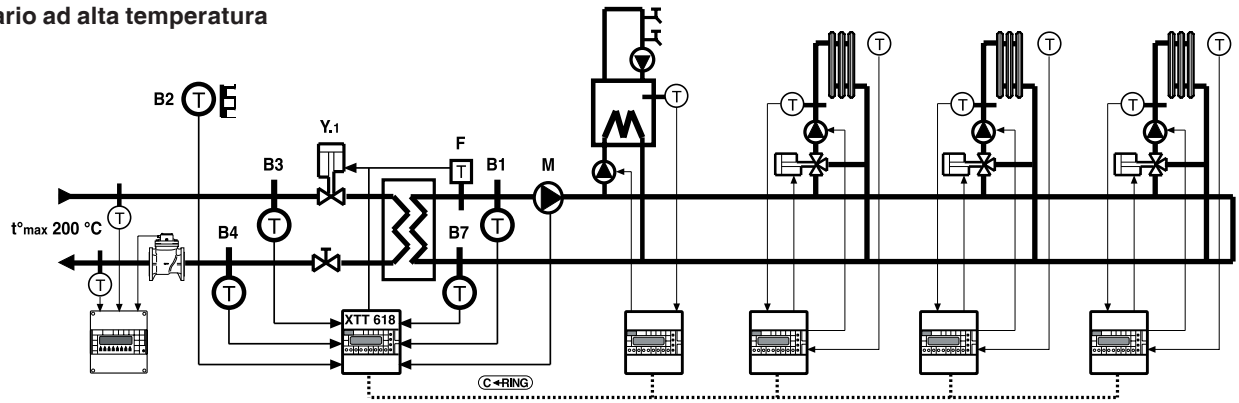 ario ad alta temperatura
B2 T
Y.1
B3
F
T
B1
M
T
T
T
T
T
T
T
T
t°max 200 °C
T
T
T
B4
B7
T
T
T
XTT 618
C RING